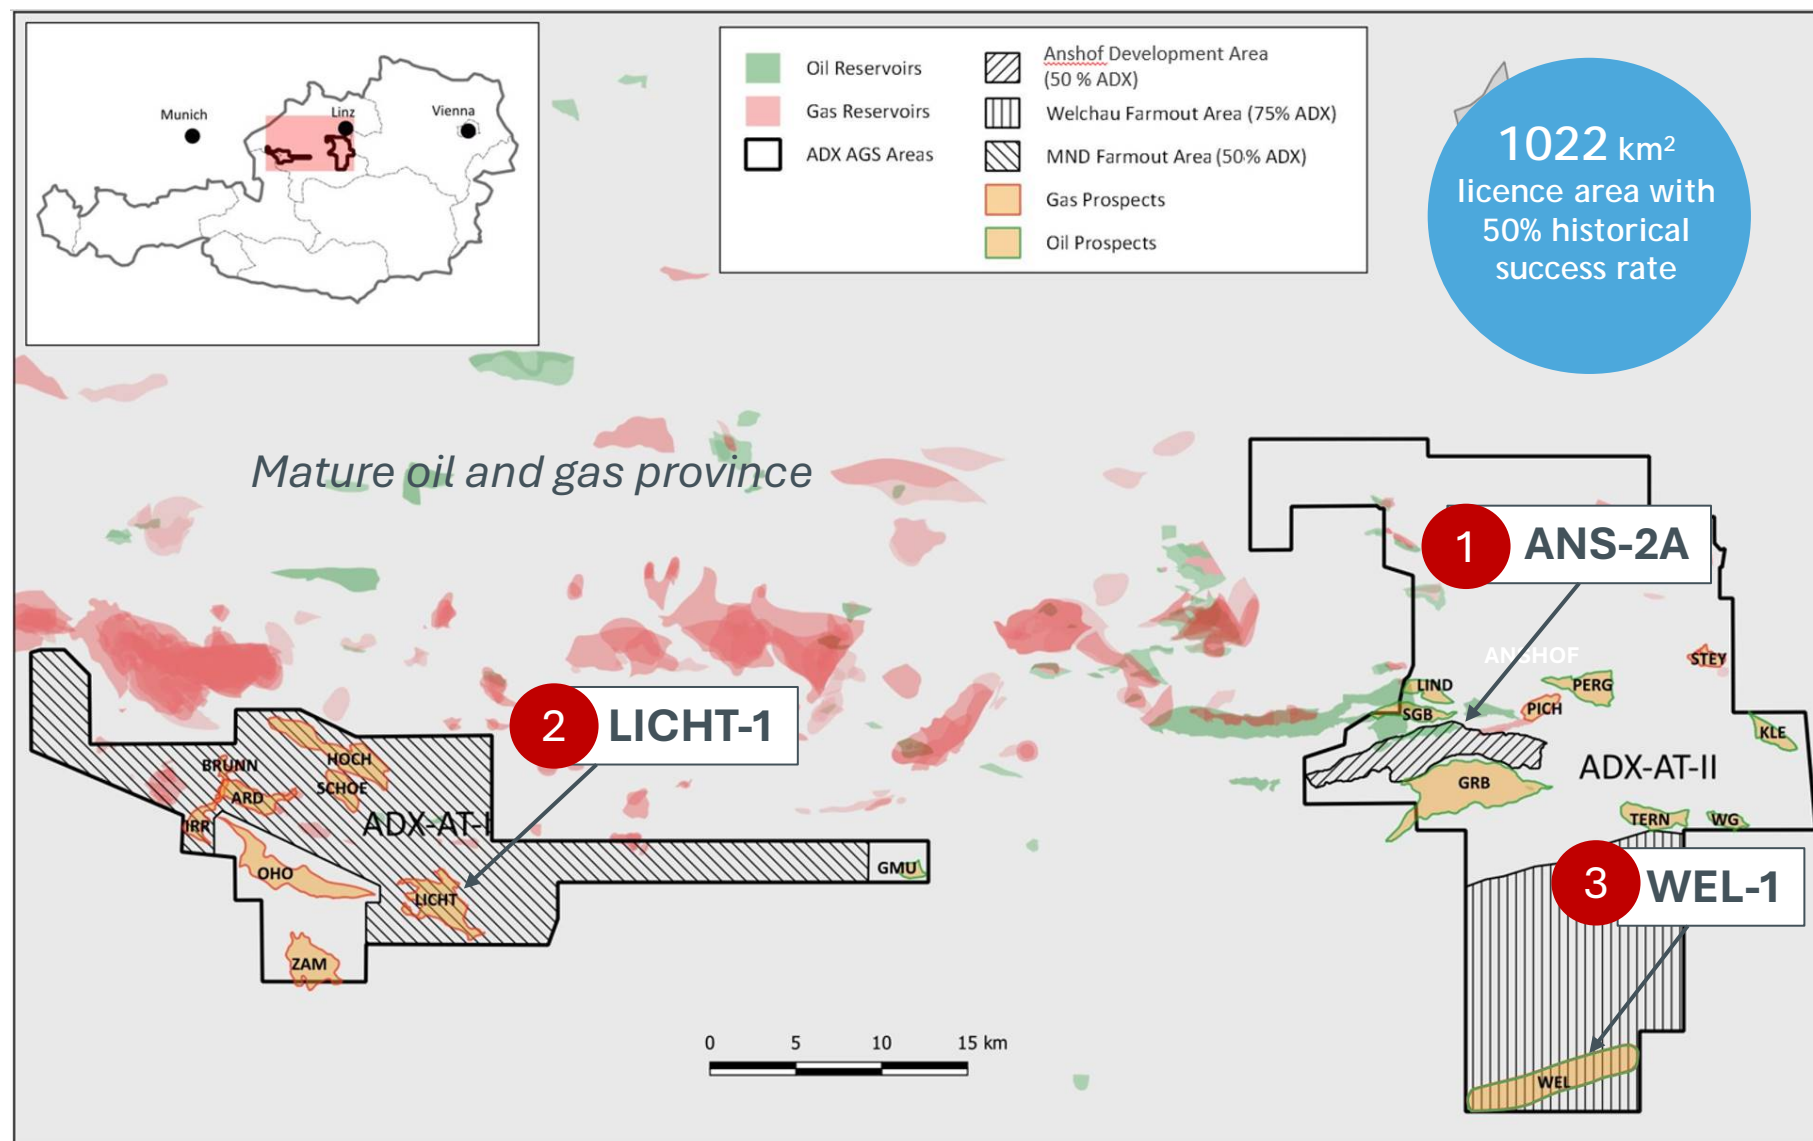 Munich
Linz
Vienna
Oil Reservoirs
Gas Reservoirs
ADX AGS Areas
Anshof Development Area
(50 % ADX)
Welchau Farmout Area (75% ADX)
MND Farmout Area (50% ADX)
Gas Prospects
Oil Prospects
1022 km²
licence area with
50% historical
success rate
Mature oil and gas province
1 ANS-2A
ANSHOF
STEY
LIND
PERG
SGB
PICH
KLE
2 LICHT-1
BRUNN
HOCH
SCHOE
ARD
IRR
ADX-AT-I
ADX-AT-II
GRB
TERN
WG
OHO
GMU
LICHT
3 WEL-1
ZAM
0 5 10 15 km
WEL